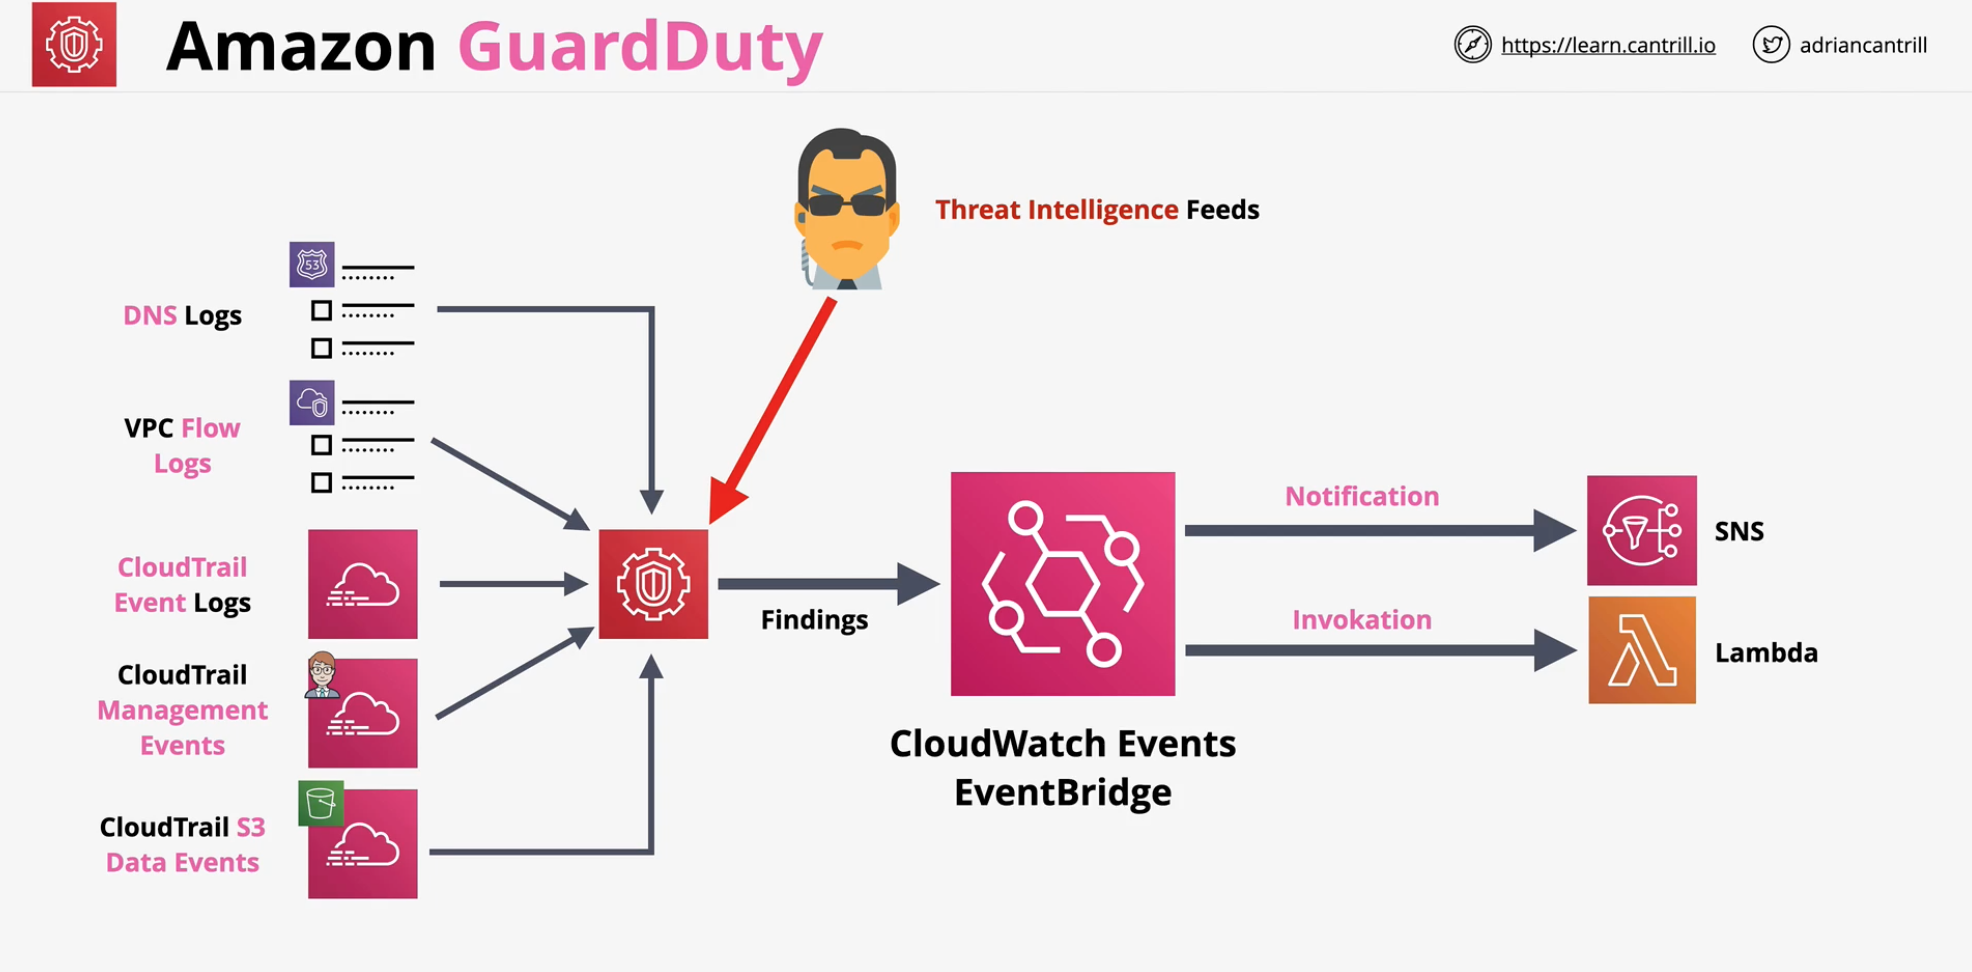 Amazon GuardDuty
https://learn.cantrill.io
adriancantrill
Threat Intelligence Feeds
53
DNS Logs
VPC Flow
Logs
CloudTrail
Event Logs
CloudTrail
Management
Events
CloudTrail S3
Data Events
Findings
CloudWatch Events
EventBridge
Notification
SNS
Invokation
Lambda